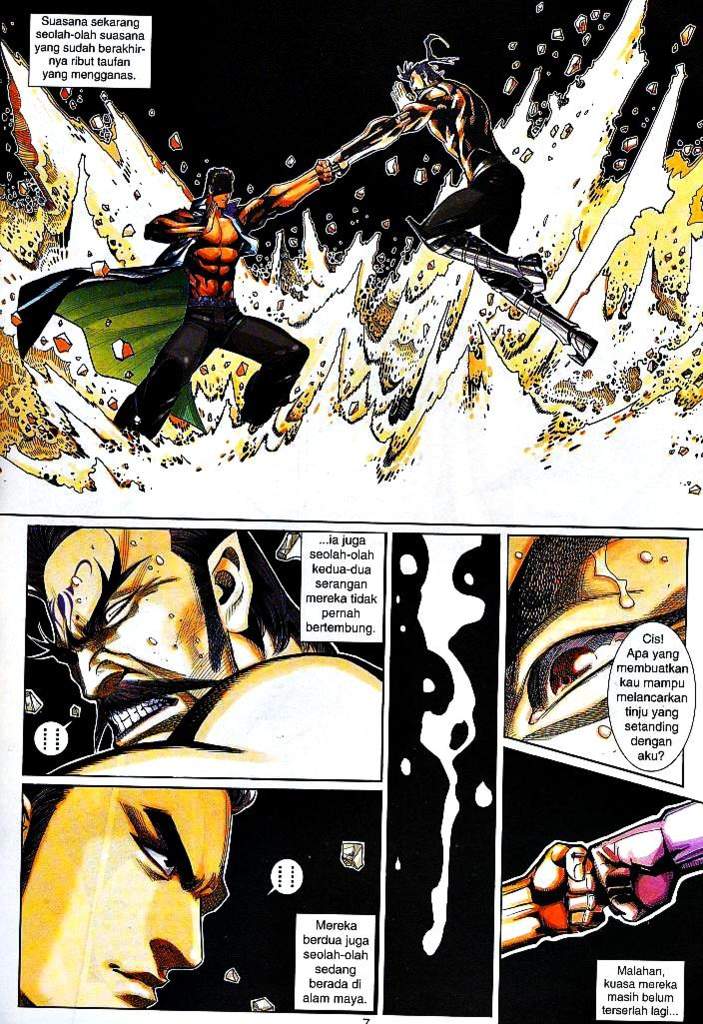 Suasana sekarang
seolah-olah suasana
yang sudah berakhir-
nya ribut taufan
yang mengganas.
...ia juga
seolah-olah
kedua-dua
serangan
mereka tidak
pernah
bertembung.
Cis!
Apa yang
membuatkan
kau mampu
melancarkan
tinju yang
setanding
dengan
aku?
Mereka
berdua juga
seolah-olah
sedang
berada di
alam maya.
Malahan,
kuasa mereka
masih belum
terserlah lagi...
7